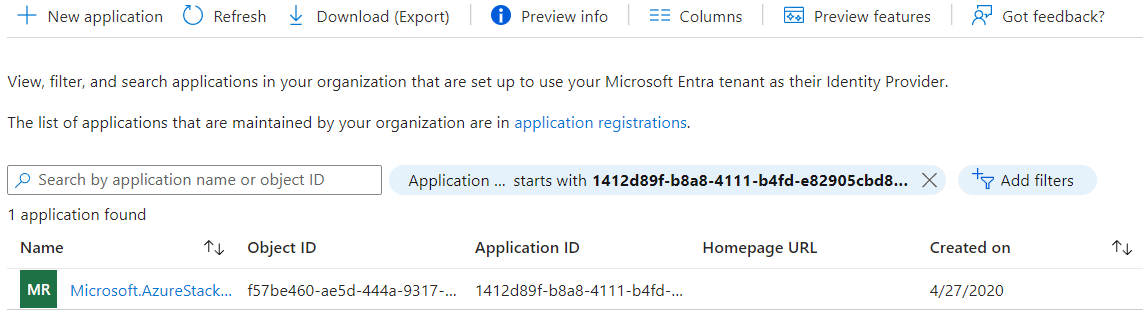 New application Refresh Download (Export) Preview info Columns Preview features Got feedback?
View, filter, and search applications in your organization that are set up to use your Microsoft Entra tenant as their Identity Provider.
The list of applications that are maintained by your organization are in application registrations.
Search by application name or object ID Application ... starts with 1412d89f-b8a8-4111-b4fd-e82905cbd8... Add filters
1 application found
Name Object ID Application ID Homepage URL Created on
MR Microsoft.AzureStack... f57be460-ae5d-444a-9317-... 1412d89f-b8a8-4111-b4fd-... 4/27/2020